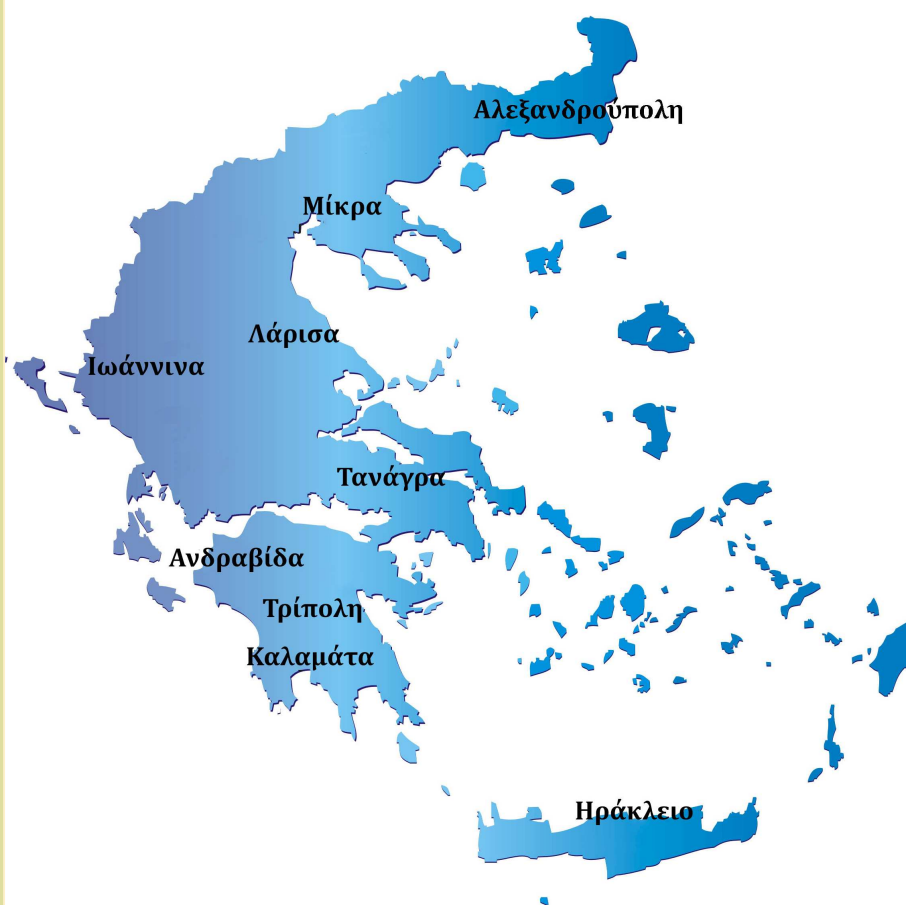 Αλεξανδρούπολη
Μίκρα
Λάρισα
Ιωάννινα
Τανάγρα
Ανδραβίδα
Τρίπολη
Καλαμάτα
Ηράκλειο